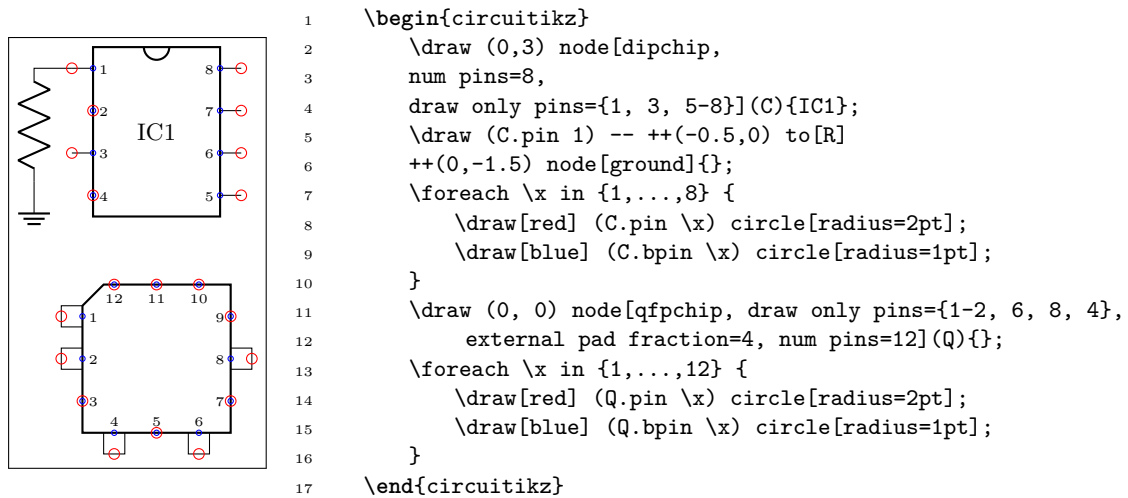 1
8
2
7
IC1
3
6
4
5
12 11 10
1
9
2
8
3
7
4 5 6
1 \begin{circuitikz}
2 \draw (0,3) node[dipchip,
3 num pins=8,
4 draw only pins={1, 3, 5-8}](C){IC1};
5 \draw (C.pin 1) -- ++(-0.5,0) to[R]
6 ++(0,-1.5) node[ground]{};
7 \foreach \x in {1,...,8} {
8 \draw[red] (C.pin \x) circle[radius=2pt];
9 \draw[blue] (C.bpin \x) circle[radius=1pt];
10 }
11 \draw (0, 0) node[qfpchip, draw only pins={1-2, 6, 8, 4},
12 external pad fraction=4, num pins=12](Q){};
13 \foreach \x in {1,...,12} {
14 \draw[red] (Q.pin \x) circle[radius=2pt];
15 \draw[blue] (Q.bpin \x) circle[radius=1pt];
16 }
17 \end{circuitikz}